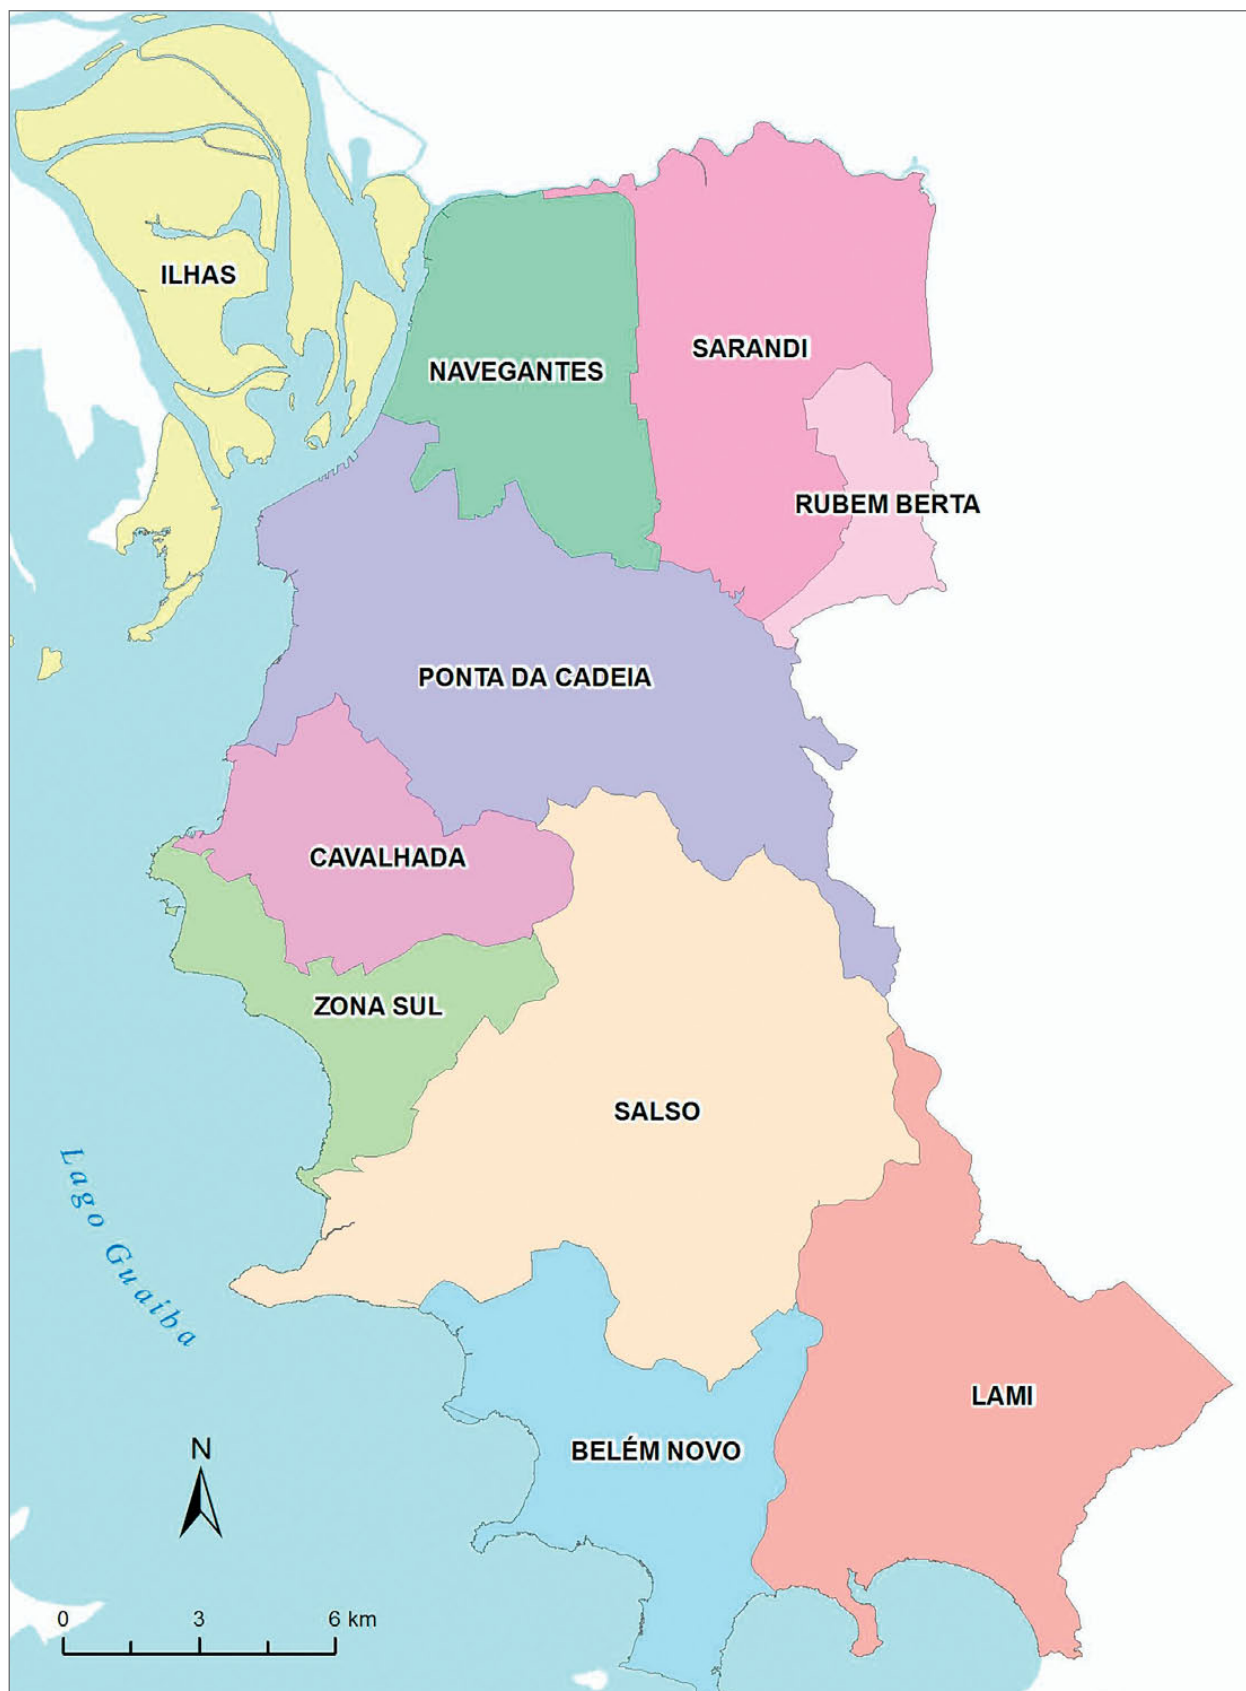 ILHAS
SARANDI
NAVEGANTES
RUBEM BERTA
PONTA DA CADEIA
CAVALHADA
ZONA SUL
SALSO
Lago Guaiba
LAMI
BELÉM NOVO
N
0 3 6 km